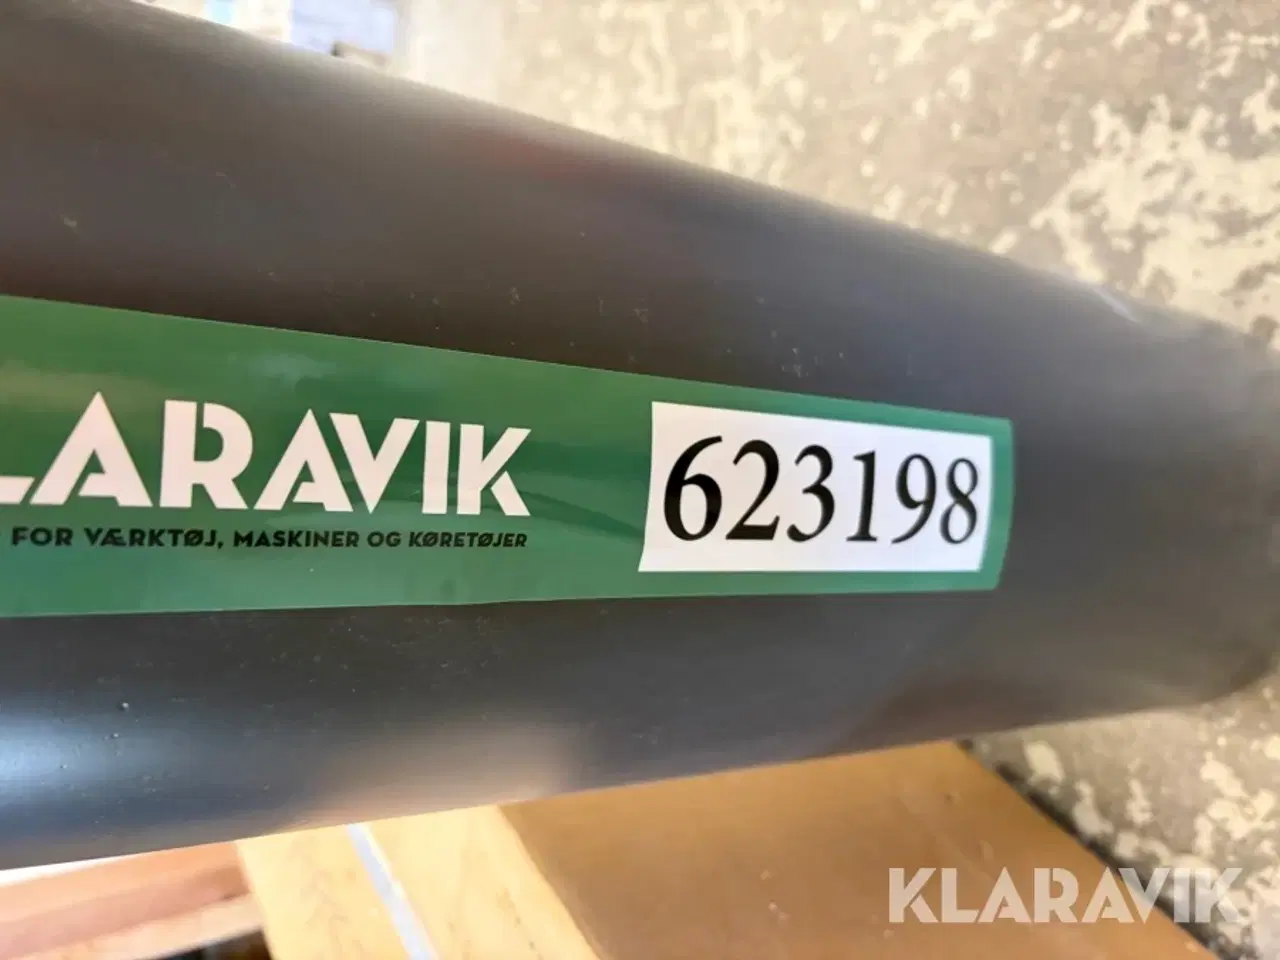 LARAVIK
FOR VÆRKTØJ, MASKINER OG KØRETØJER
623198
KLARAVIK